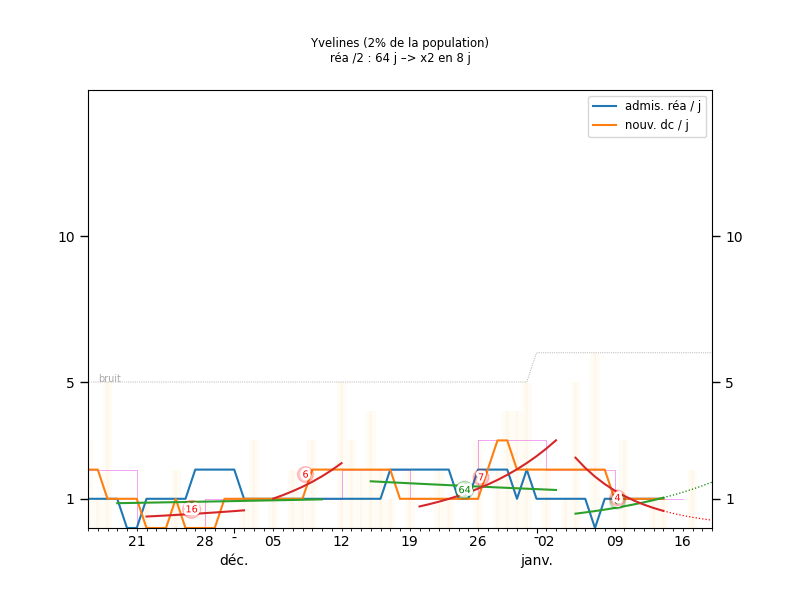 Yvelines (2% de la population)
réa /2 : 64 j –> x2 en 8 j
admis. réa / j
nouv. dc / j
10
10
bruit
5
5
6
7
64
4
16
1
1
21
28
05
12
19
26
02
09
16
déc.
janv.